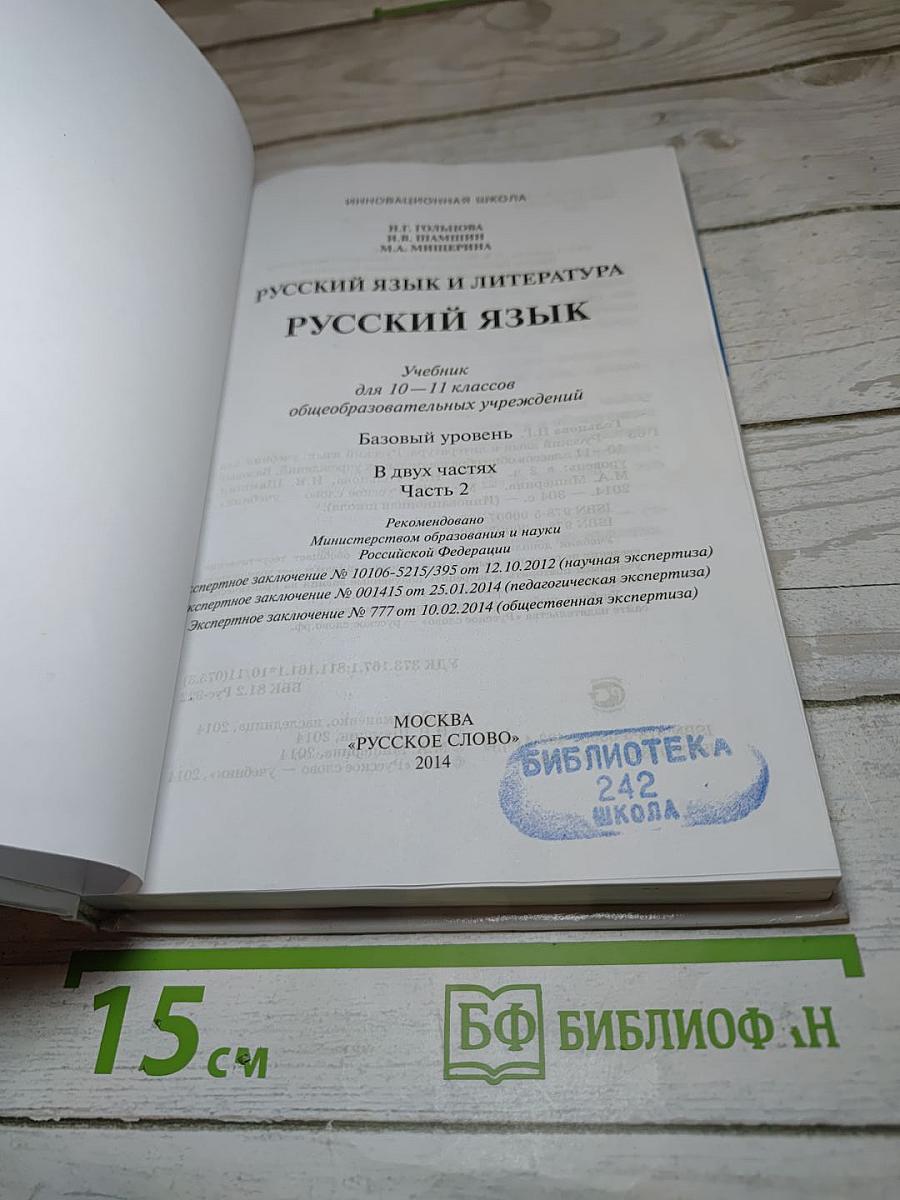 ИННОВАЦИОННАЯ ШКОЛА
Н.Г. ГОЛЬЦОВА
И.В. ШАМШИН
М.А. МИЩЕРИНА
РУССКИЙ ЯЗЫК И ЛИТЕРАТУРА
РУССКИЙ ЯЗЫК
Учебник
для 10—11 классов
общеобразовательных учреждений
Базовый уровень
В двух частях
Часть 2
Рекомендовано
Министерством образования и науки
Российской Федерации
кспертное заключение № 10106-5215/395 от 12.10.2012 (научная экспертиза)
кспертное заключение № 001415 от 25.01.2014 (педагогическая экспертиза)
Экспертное заключение № 777 от 10.02.2014 (общественная экспертиза)
МОСКВА
«РУССКОЕ СЛОВО»
2014
БИБЛИОТЕКА
242
ШКОЛА
15 см
БФ БИБЛИОФ